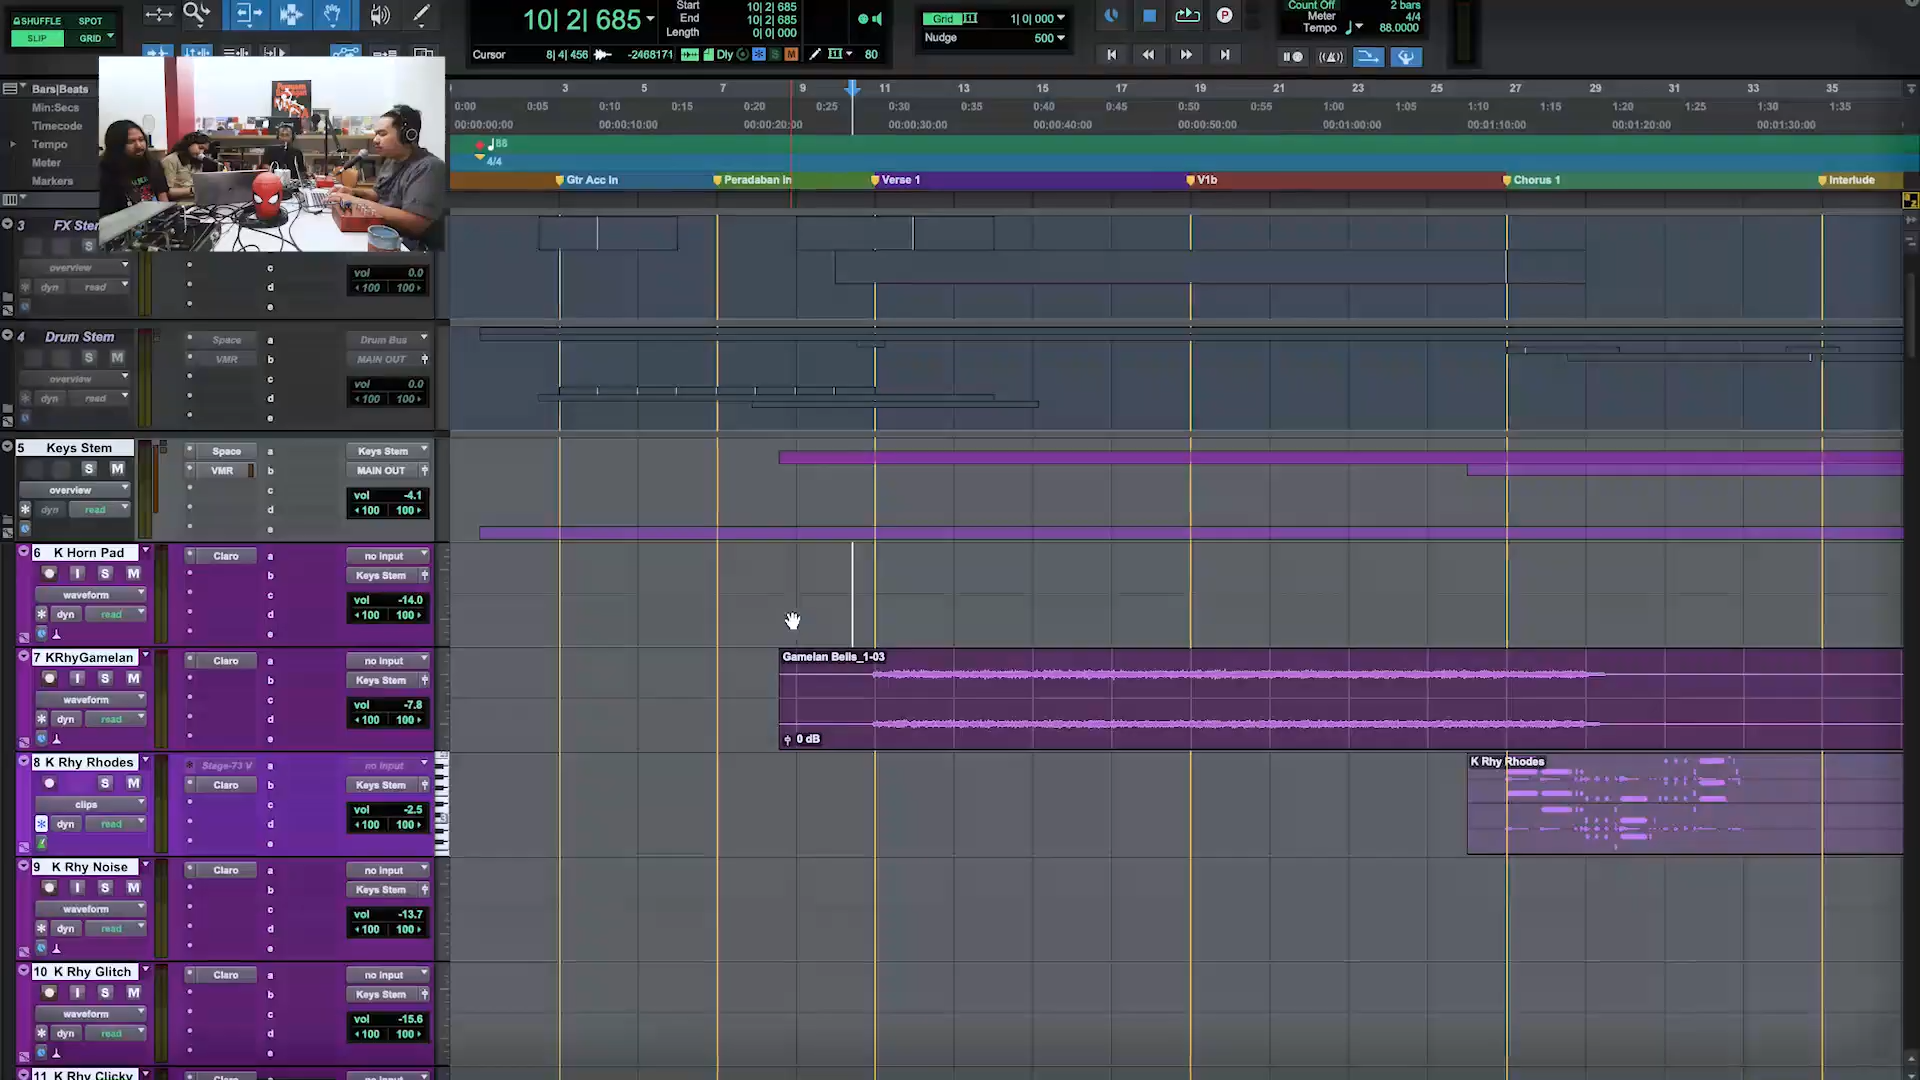 SHUFFLE SPOT
SLIP GRID
10| 2| 685
Start 10| 2| 685
End 10| 2| 685
Length 0| 0| 000
Cursor 8| 4| 456 -2468171 Dly S M 80
Grid 1| 0| 000
Nudge 500
P
Count Off 2 bars
Meter 4/4
Tempo 88.0000
Bars|Beats 3 5 7 9 11 13 15 17 19 21 23 25 27 29 31 33 35
Min:Secs 0:00 0:05 0:10 0:15 0:20 0:25 0:30 0:35 0:40 0:45 0:50 0:55 1:00 1:05 1:10 1:15 1:20 1:25 1:30 1:35
Timecode 00:00:00:00 00:00:10:00 00:00:20:00 00:00:30:00 00:00:40:00 00:00:50:00 00:01:00:00 00:01:10:00 00:01:20:00 00:01:30:00
Tempo 88
Meter 4/4
Markers Gtr Acc In Peradaban In Verse 1 V1b Chorus 1 Interlude
3 FX Stem
S
overview c vol 0.0
dyn read d 100 100
e
4 Drum Stem Space a Drum Bus
S M VMR b MAIN OUT
overview c vol 0.0
dyn read d 100 100
e
5 Keys Stem Space a Keys Stem
S M VMR b MAIN OUT
overview c vol -4.1
dyn read d 100 100
e
6 K Horn Pad Claro a no input
I S M b Keys Stem
waveform c vol -14.0
dyn read d 100 100
e
7 KRhyGamelan Claro a no input Gamelan Bells_1-03
I S M b Keys Stem
waveform c vol -7.8
dyn read d 100 100
e 0 dB
8 K Rhy Rhodes Stage-73 V a no input K Rhy Rhodes
S M Claro b Keys Stem
clips c vol -2.5
dyn read d 100 100
e
9 K Rhy Noise Claro a no input
I S M b Keys Stem
waveform c vol -13.7
dyn read d 100 100
e
10 K Rhy Glitch Claro a no input
I S M b Keys Stem
waveform c vol -15.6
dyn read d 100 100
e
11 K Rhy Clicky Claro a no input